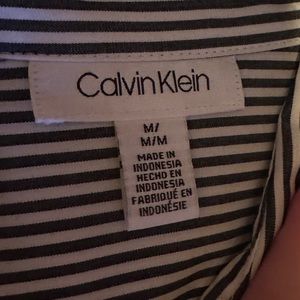 Calvin Klein
M/
M/M
MADE IN
INDONESIA
HECHO EN
INDONESIA
FABRIQUÉ EN
INDONÉSIE